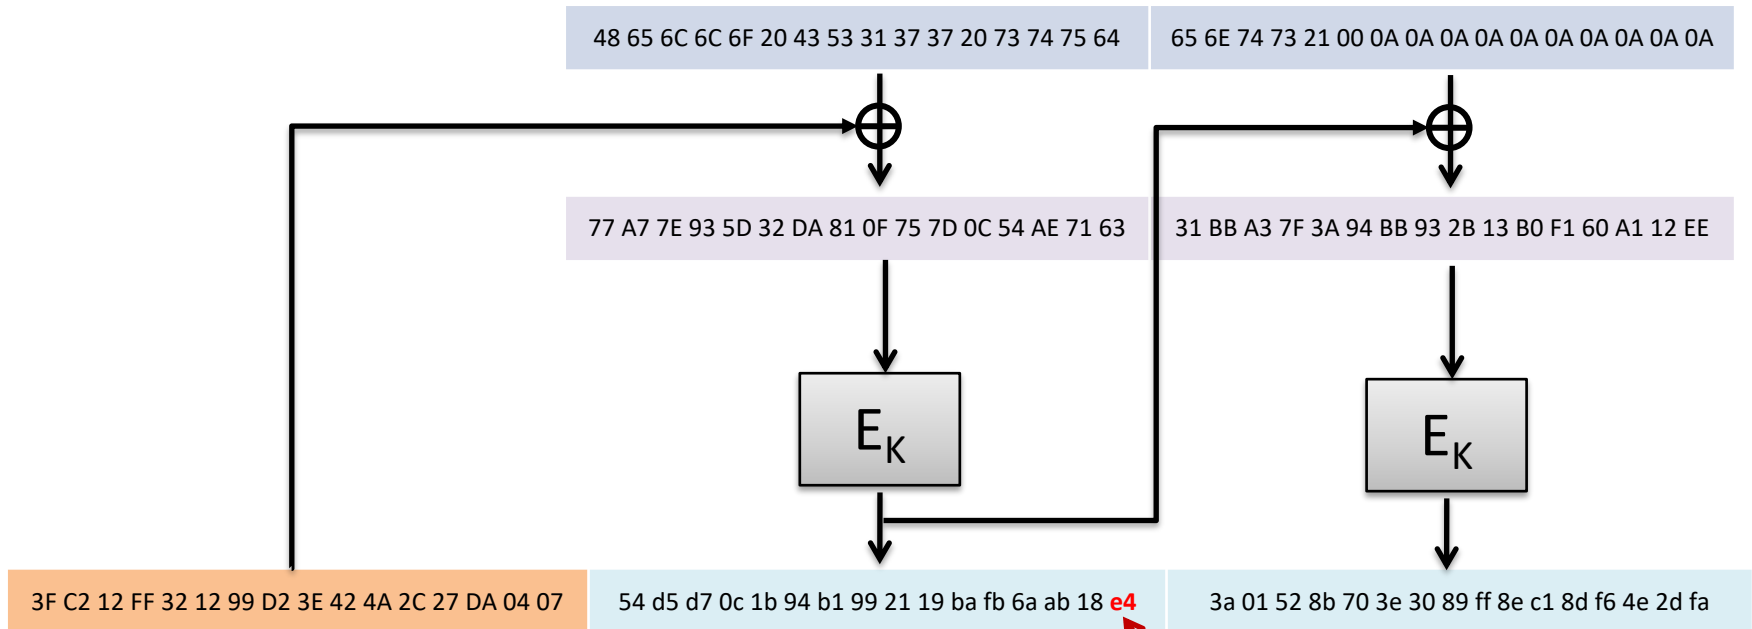 48 65 6C 6C 6F 20 43 53 31 37 37 20 73 74 75 64
65 6E 74 73 21 00 0A 0A 0A 0A 0A 0A 0A 0A 0A 0A
77 A7 7E 93 5D 32 DA 81 0F 75 7D 0C 54 AE 71 63
31 BB A3 7F 3A 94 BB 93 2B 13 B0 F1 60 A1 12 EE
EK
EK
3F C2 12 FF 32 12 99 D2 3E 42 4A 2C 27 DA 04 07
54 d5 d7 0c 1b 94 b1 99 21 19 ba fb 6a ab 18 e4
3a 01 52 8b 70 3e 30 89 ff 8e c1 8d f6 4e 2d fa